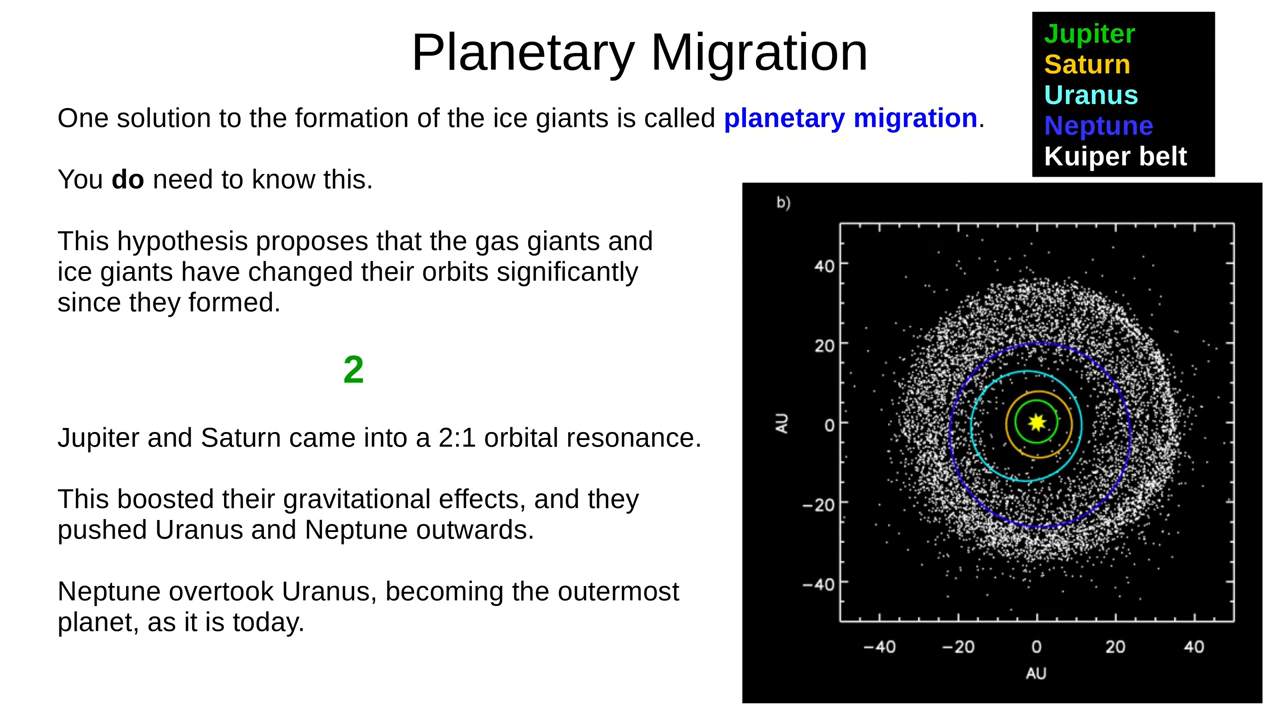 Planetary Migration
Jupiter
Saturn
Uranus
Neptune
Kuiper belt
One solution to the formation of the ice giants is called planetary migration.
You do need to know this.
This hypothesis proposes that the gas giants and
ice giants have changed their orbits significantly
since they formed.
2
Jupiter and Saturn came into a 2:1 orbital resonance.
This boosted their gravitational effects, and they
pushed Uranus and Neptune outwards.
Neptune overtook Uranus, becoming the outermost
planet, as it is today.
b)
40
20
0
−20
−40
AU
−40 −20 0 20 40
AU